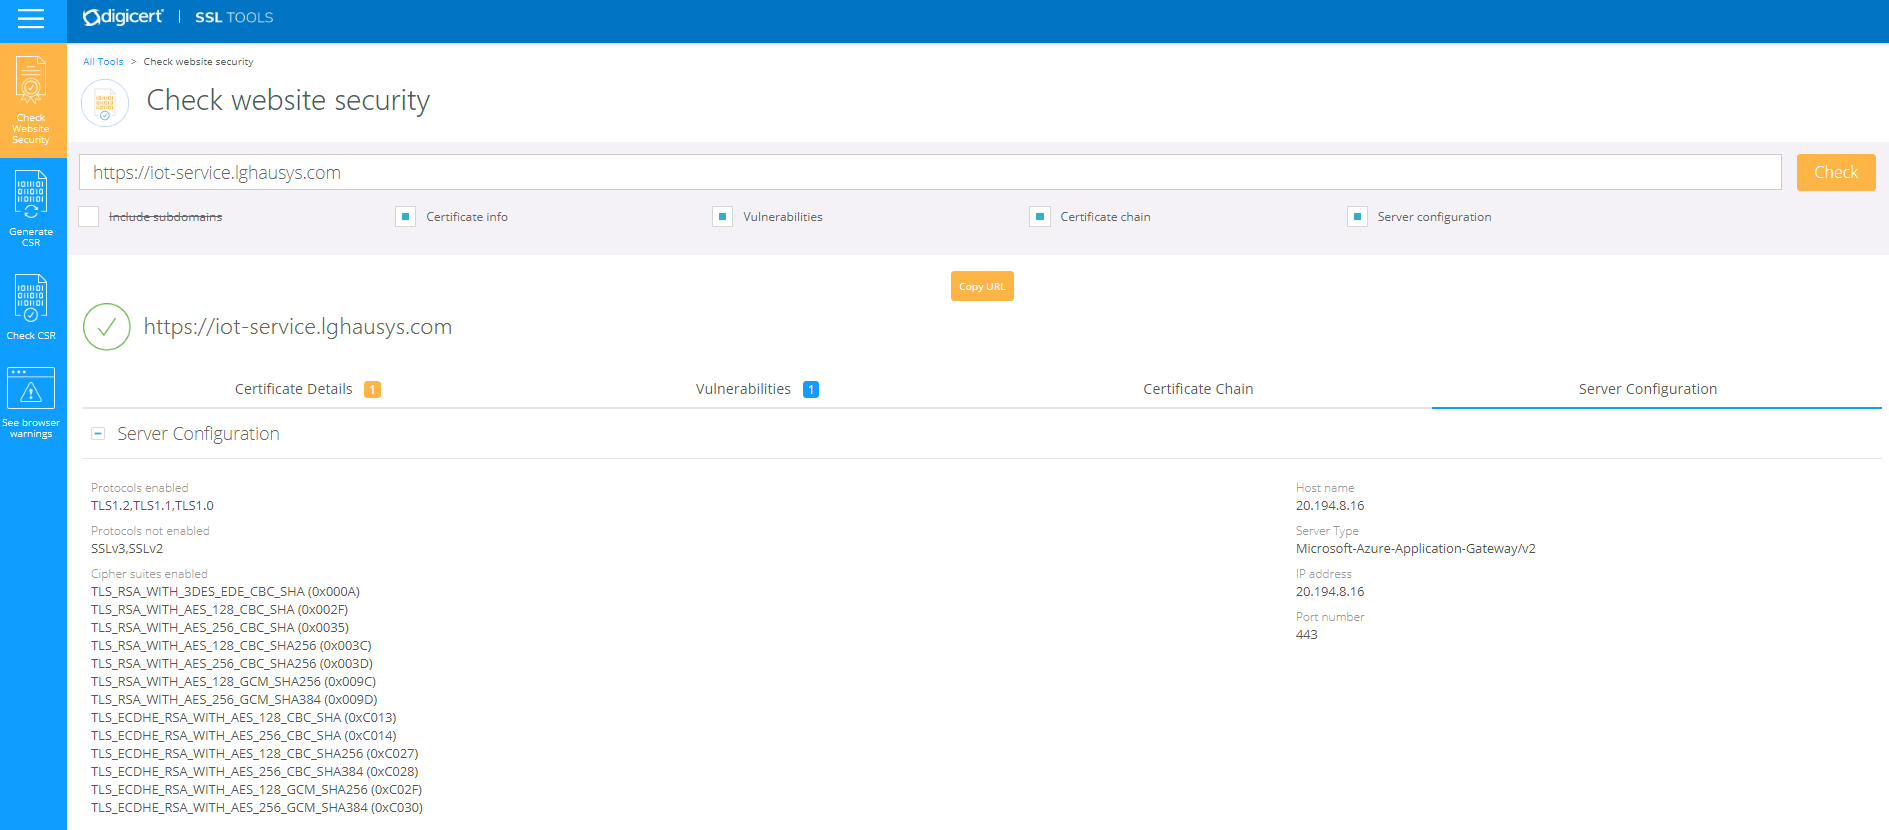 digicert | SSL TOOLS
Check
Website
Security
Generate
CSR
Check CSR
See browser
warnings
All Tools > Check website security
Check website security
https://iot-service.lghausys.com
Check
Include subdomains
Certificate info
Vulnerabilities
Certificate chain
Server configuration
Copy URL
https://iot-service.lghausys.com
Certificate Details 1
Vulnerabilities 1
Certificate Chain
Server Configuration
Server Configuration
Protocols enabled
TLS1.2,TLS1.1,TLS1.0
Protocols not enabled
SSLv3,SSLv2
Cipher suites enabled
TLS_RSA_WITH_3DES_EDE_CBC_SHA (0x000A)
TLS_RSA_WITH_AES_128_CBC_SHA (0x002F)
TLS_RSA_WITH_AES_256_CBC_SHA (0x0035)
TLS_RSA_WITH_AES_128_CBC_SHA256 (0x003C)
TLS_RSA_WITH_AES_256_CBC_SHA256 (0x003D)
TLS_RSA_WITH_AES_128_GCM_SHA256 (0x009C)
TLS_RSA_WITH_AES_256_GCM_SHA384 (0x009D)
TLS_ECDHE_RSA_WITH_AES_128_CBC_SHA (0xC013)
TLS_ECDHE_RSA_WITH_AES_256_CBC_SHA (0xC014)
TLS_ECDHE_RSA_WITH_AES_128_CBC_SHA256 (0xC027)
TLS_ECDHE_RSA_WITH_AES_256_CBC_SHA384 (0xC028)
TLS_ECDHE_RSA_WITH_AES_128_GCM_SHA256 (0xC02F)
TLS_ECDHE_RSA_WITH_AES_256_GCM_SHA384 (0xC030)
Host name
20.194.8.16
Server Type
Microsoft-Azure-Application-Gateway/v2
IP address
20.194.8.16
Port number
443